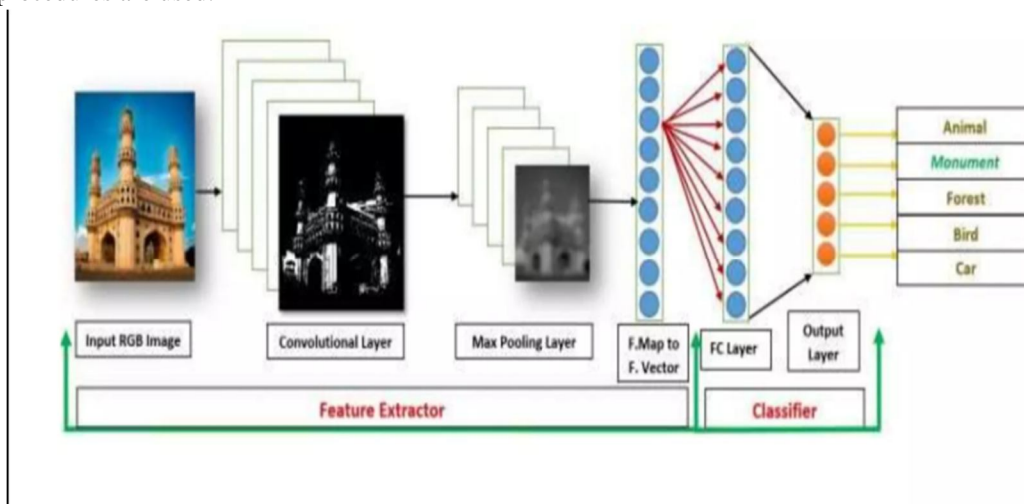 Animal
Monument
Forest
Bird
Car
Input RGB Image
Convolutional Layer
Max Pooling Layer
F.Map to
F. Vector
FC Layer
Output
Layer
Feature Extractor
Classifier